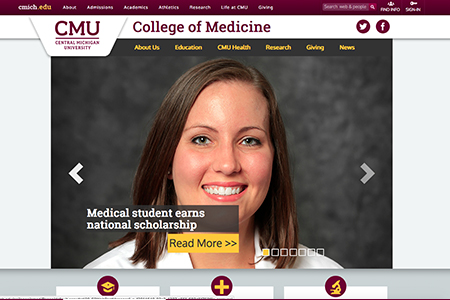 cmich.edu
About Admissions Academics Athletics Research Life at CMU Giving
Search web & people
FIND INFO SIGN-IN
CMU
CENTRAL MICHIGAN
UNIVERSITY
College of Medicine
About Us Education CMU Health Research Giving News
Medical student earns
national scholarship
Read More >>